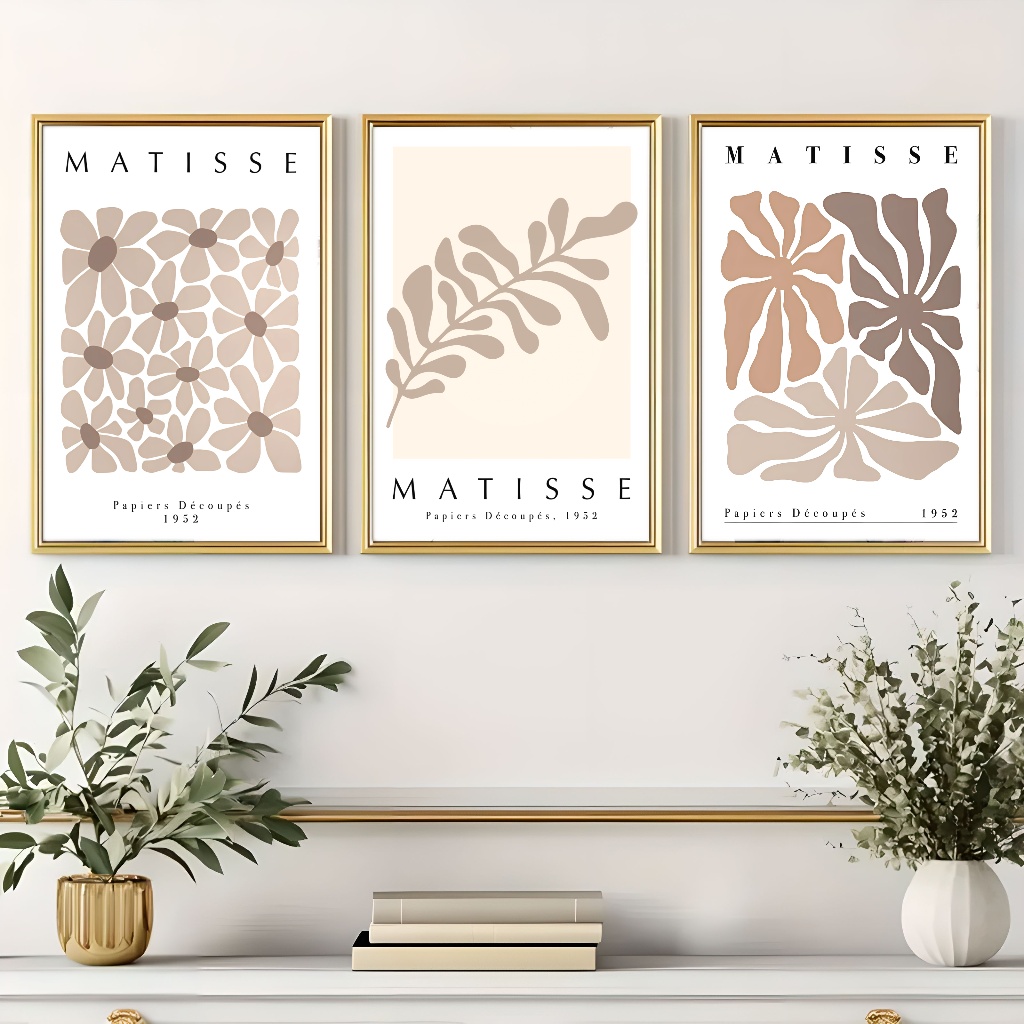 MATISSE
Papiers Découpés
1952
MATISSE
Papiers Découpés, 1952
MATISSE
Papiers Découpés 1952